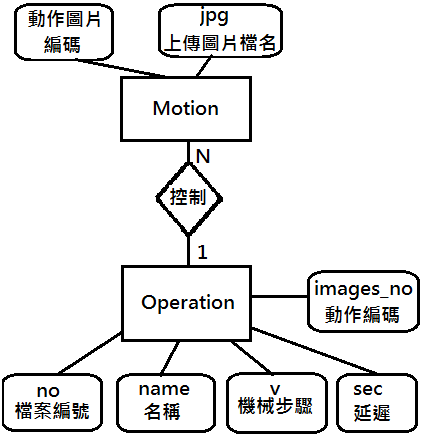 動作圖片
編碼
jpg
上傳圖片檔名
Motion
N
控制
1
Operation
images_no
動作編碼
no
檔案編號
name
名稱
v
機械步驟
sec
延遲